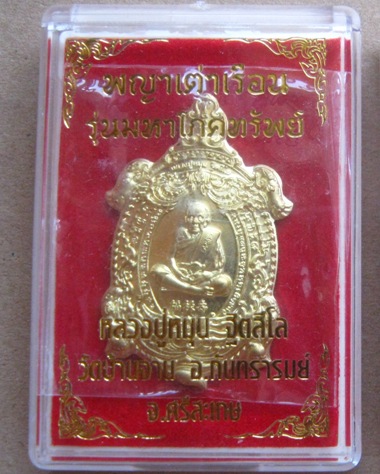 พญาเต่าเรือน
รุ่นมหาโภคทรัพย์
หลวงปู่หมุน ฐิตสีโล
วัดบ้านจาน อ.กันทรารมย์
จ.ศรีสะเกษ